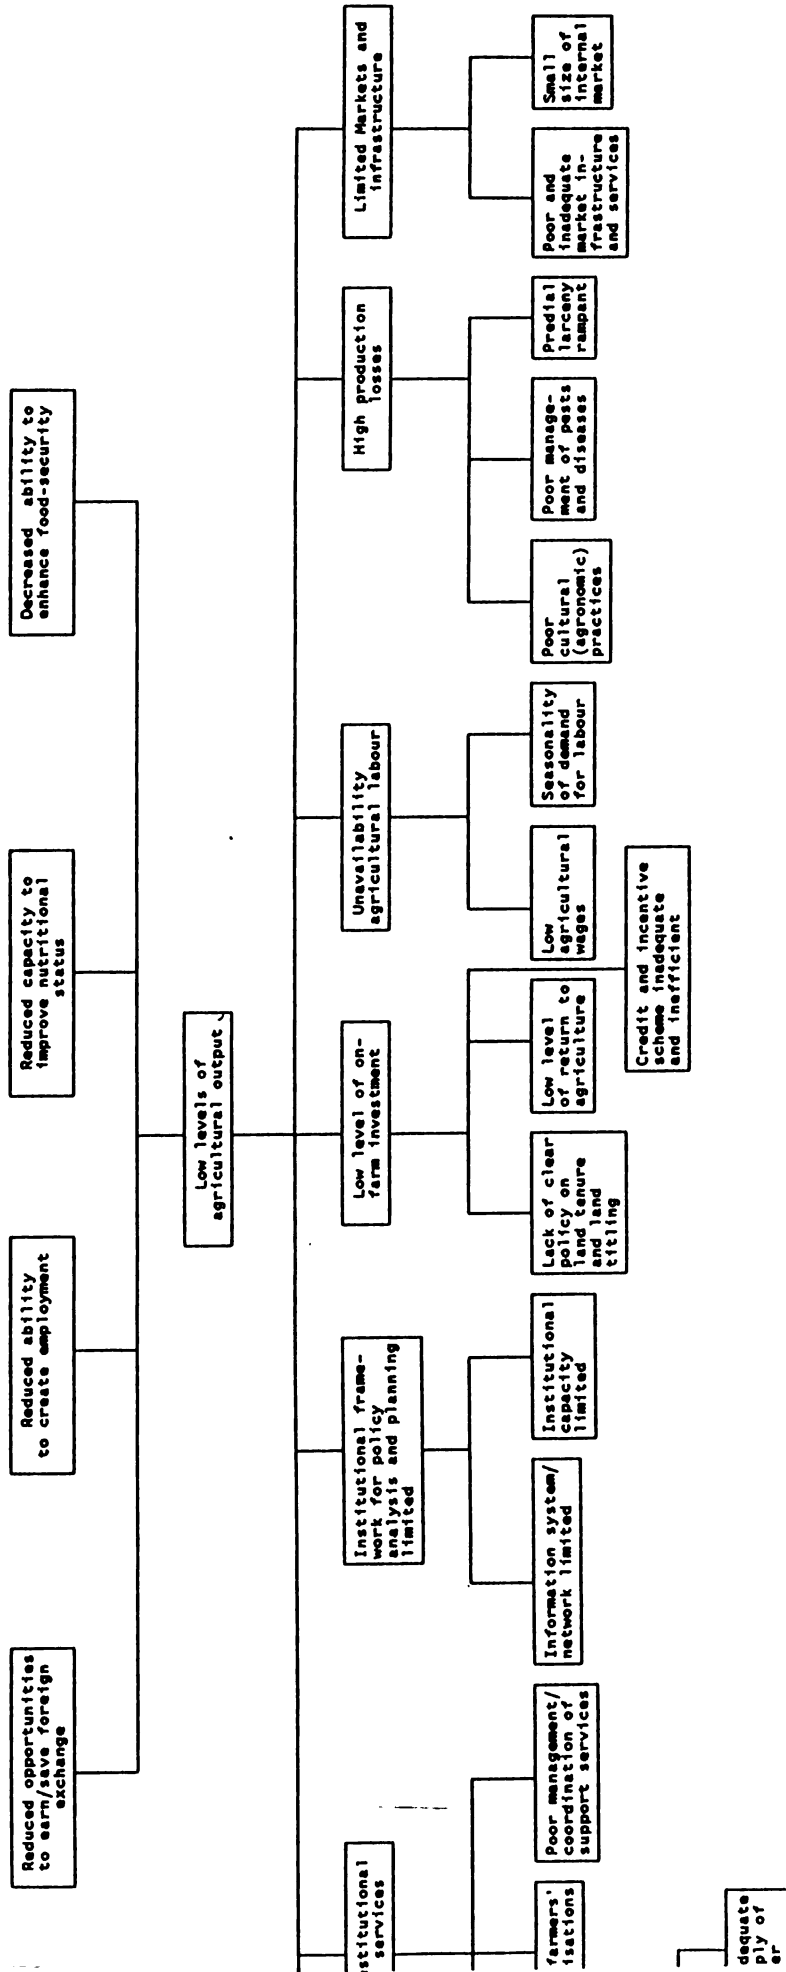 Reduced opportunities
to earn/save foreign
exchange
Reduced ability
to create employment
Reduced capacity to
improve nutritional
status
Decreased ability to
enhance food-security
Low levels of
agricultural output
stitutional
services
Institutional frame-
work for policy
analysis and planning
limited
Low level of on-
farm investment
Unavailability
agricultural labour
High production
losses
Limited Markets and
infrastructure
farmers'
isations
Poor management/
coordination of
support services
Information system/
network limited
Institutional
capacity
limited
Lack of clear
policy on
land tenure
and land
titling
Low level
of return to
agriculture
Credit and incentive
scheme inadequate
and inefficient
Low
agricultural
wages
Seasonality
of demand
for labour
Poor
cultural
(agronomic)
practices
Poor manage-
ment of pests
and diseases
Predial
larceny
rampant
Poor and
inadequate
market in-
frastructure
and services
Small
size of
internal
market
dequate
ply of
er